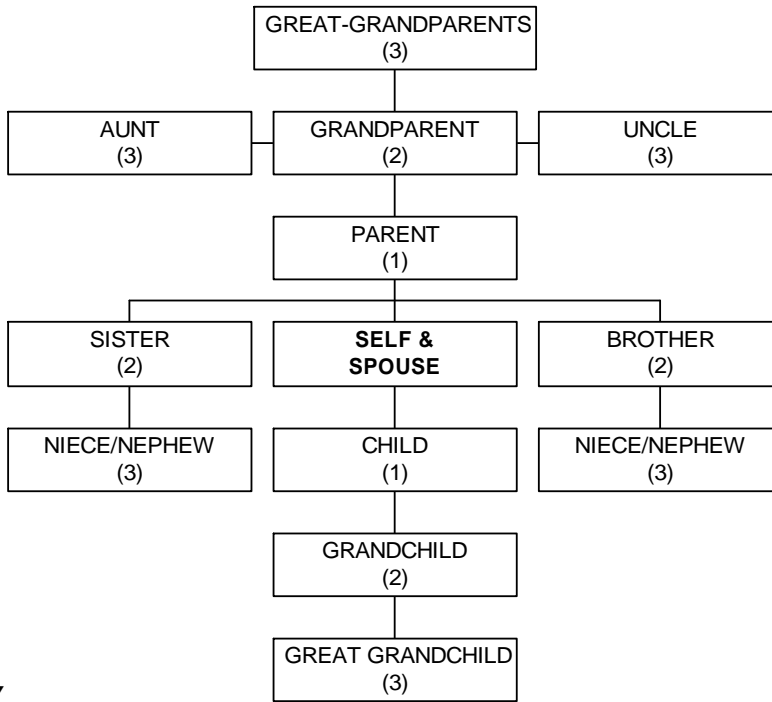 GREAT-GRANDPARENTS
(3)
AUNT
(3)
GRANDPARENT
(2)
UNCLE
(3)
PARENT
(1)
SISTER
(2)
SELF &
SPOUSE
BROTHER
(2)
NIECE/NEPHEW
(3)
CHILD
(1)
NIECE/NEPHEW
(3)
GRANDCHILD
(2)
GREAT GRANDCHILD
(3)